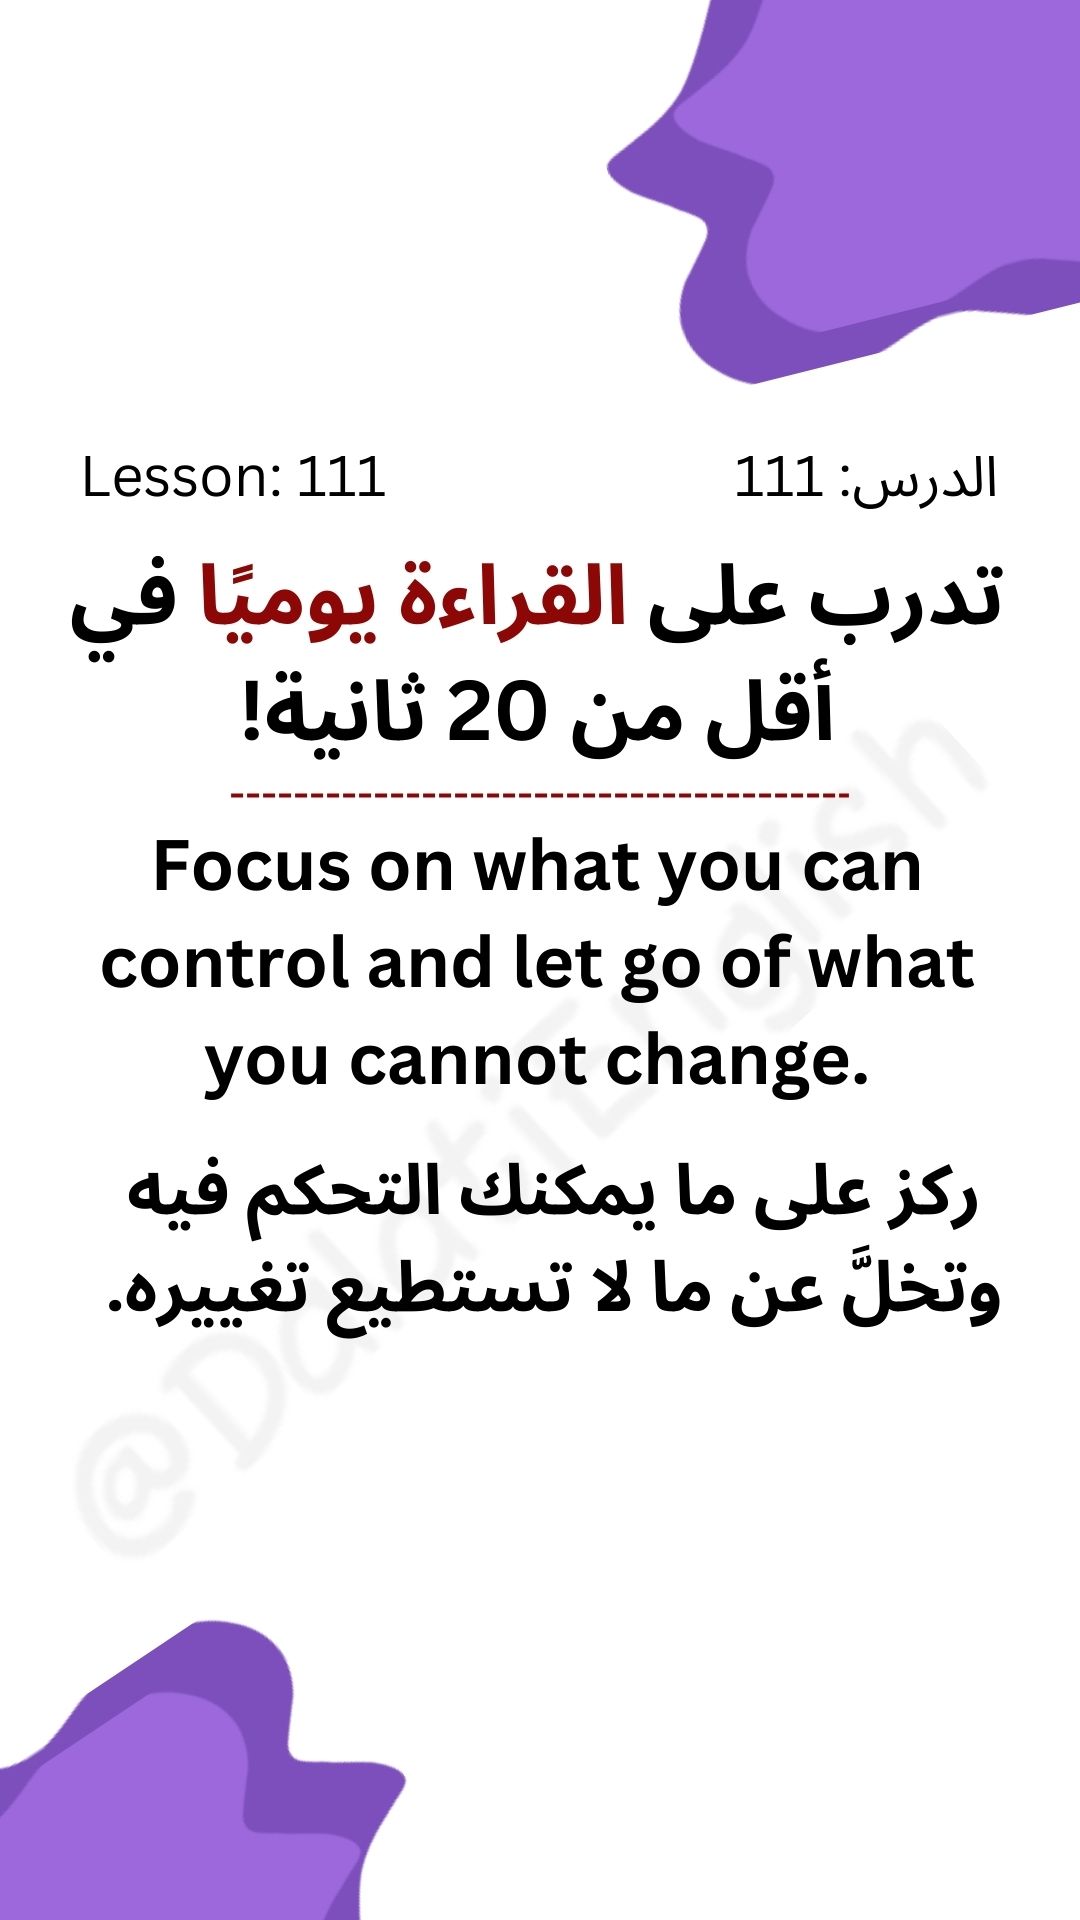 Lesson: 111
الدرس: 111
تدرب على القراءة يوميًا في
أقل من 20 ثانية!
Focus on what you can
control and let go of what
you cannot change.
ركز على ما يمكنك التحكم فيه
وتخلَّ عن ما لا تستطيع تغييره.
@DdatiEnglish